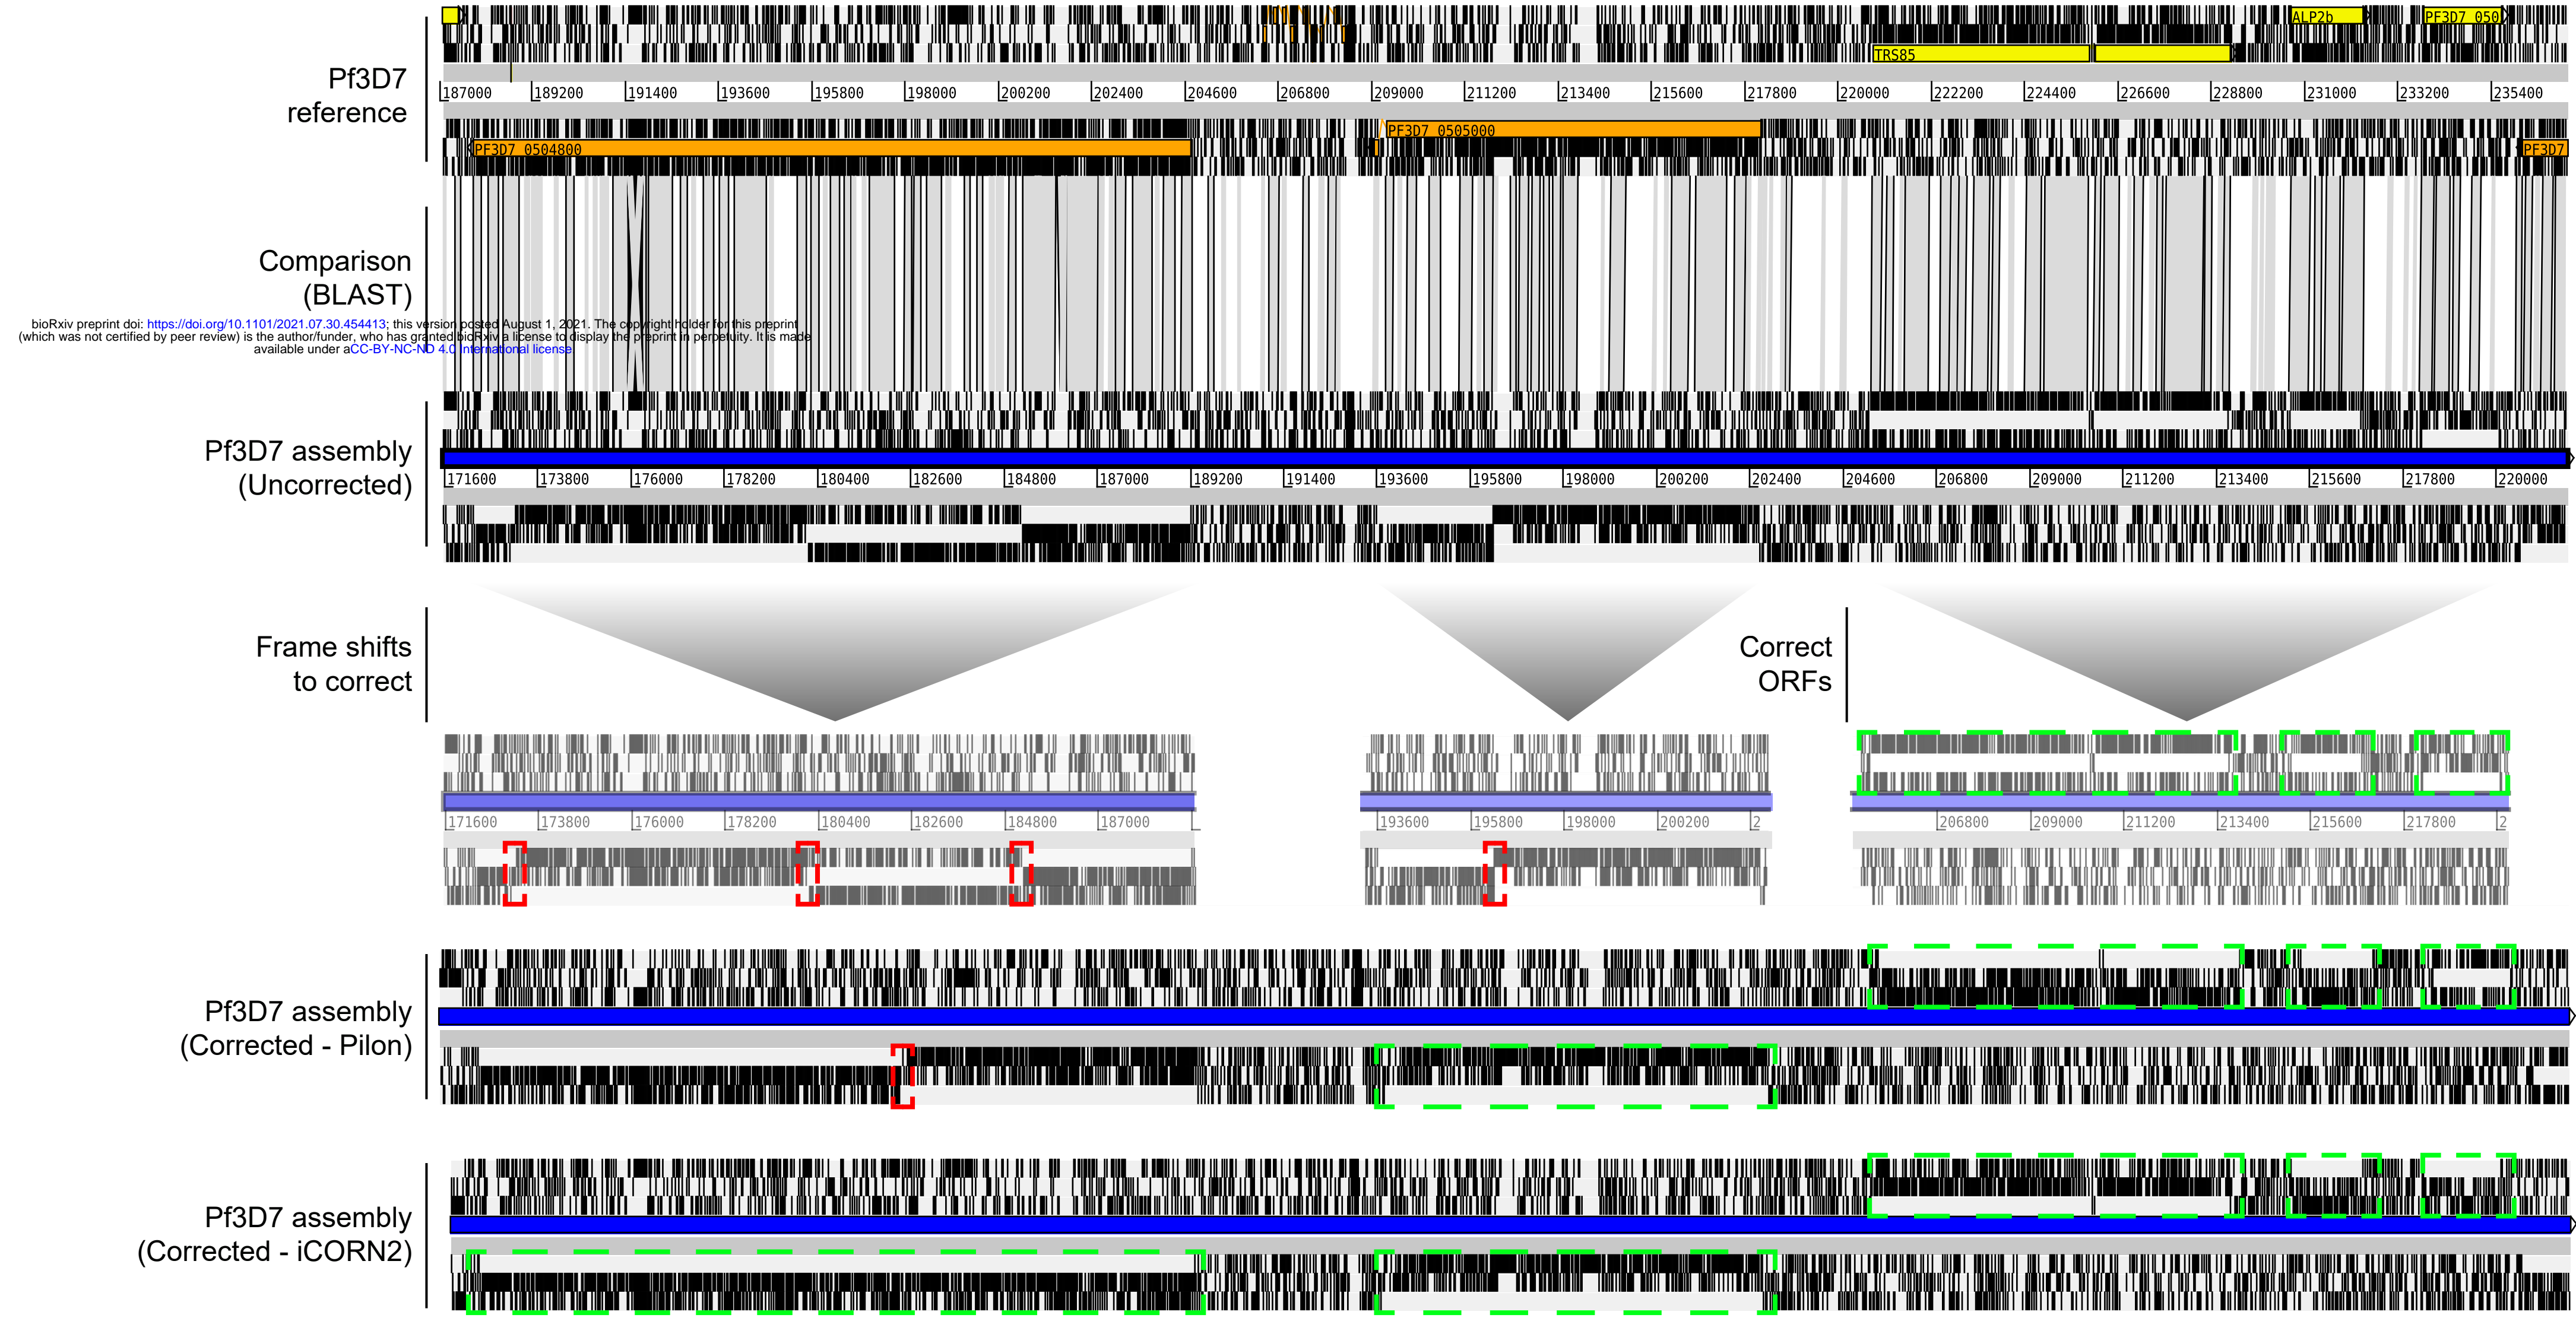 ALP2b
PF3D7_050
TRS85
Pf3D7
reference
187000 189200 191400 193600 195800 198000 200200 202400 204600 206800 209000 211200 213400 215600 217800 220000 222200 224400 226600 228800 231000 233200 235400
PF3D7_0505000
PF3D7_0504800
PF3D7
Comparison
(BLAST)
bioRxiv preprint doi: https://doi.org/10.1101/2021.07.30.454413; this version posted August 1, 2021. The copyright holder for this preprint
(which was not certified by peer review) is the author/funder, who has granted bioRxiv a license to display the preprint in perpetuity. It is made
available under aCC-BY-NC-ND 4.0 International license.
Pf3D7 assembly
(Uncorrected)
171600 173800 176000 178200 180400 182600 184800 187000 189200 191400 193600 195800 198000 200200 202400 204600 206800 209000 211200 213400 215600 217800 220000
Frame shifts
to correct
Correct
ORFs
171600 173800 176000 178200 180400 182600 184800 187000
193600 195800 198000 200200 2
206800 209000 211200 213400 215600 217800 2
Pf3D7 assembly
(Corrected - Pilon)
Pf3D7 assembly
(Corrected - iCORN2)